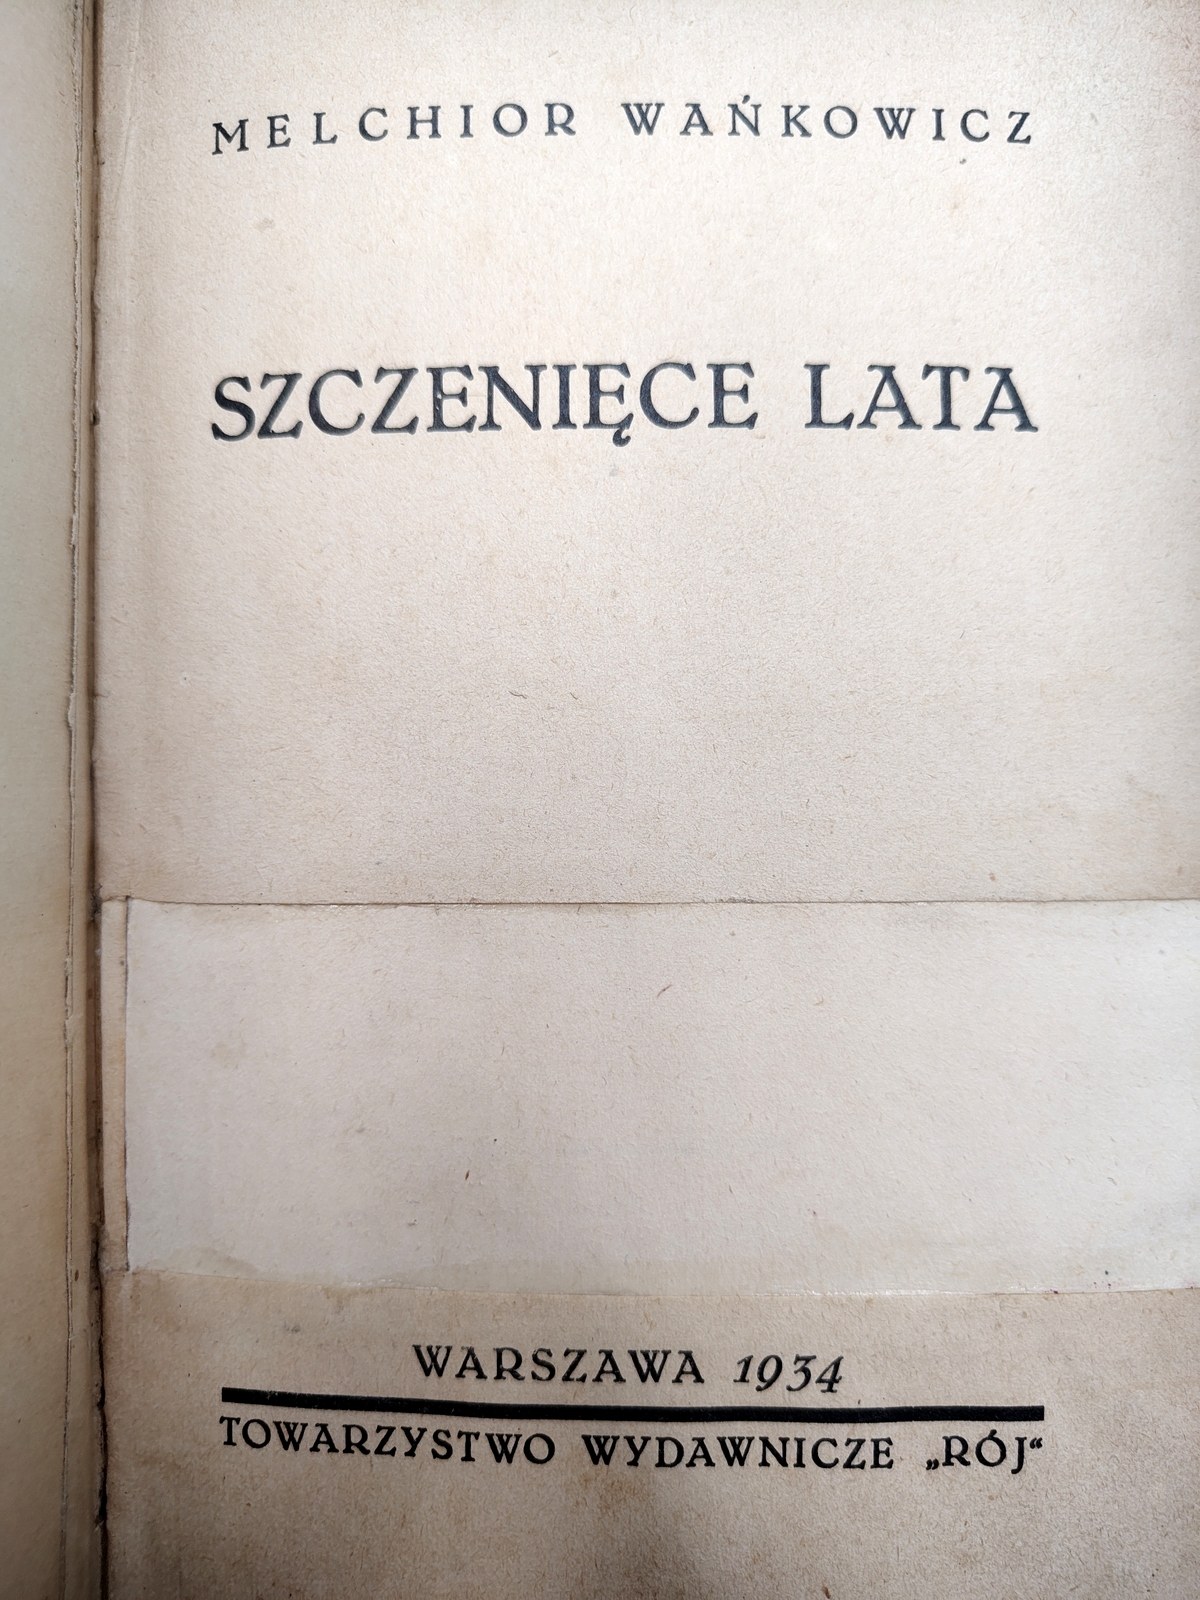 MELCHIOR WAŃKOWICZ
SZCZENIĘCE LATA
WARSZAWA 1934
TOWARZYSTWO WYDAWNICZE „RÓJ“